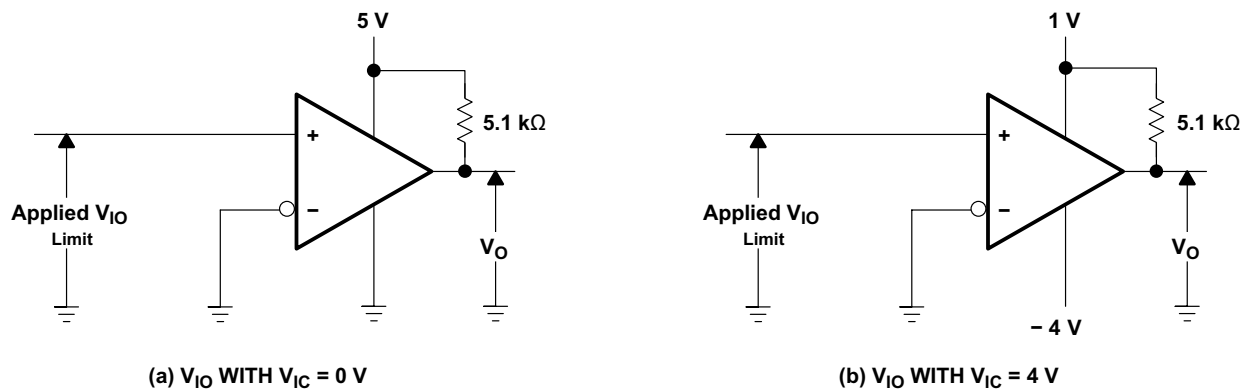 5 V
5.1 kΩ
+
−
Applied VIO
Limit
VO
(a) VIO WITH VIC = 0 V
1 V
5.1 kΩ
+
−
Applied VIO
Limit
VO
− 4 V
(b) VIO WITH VIC = 4 V